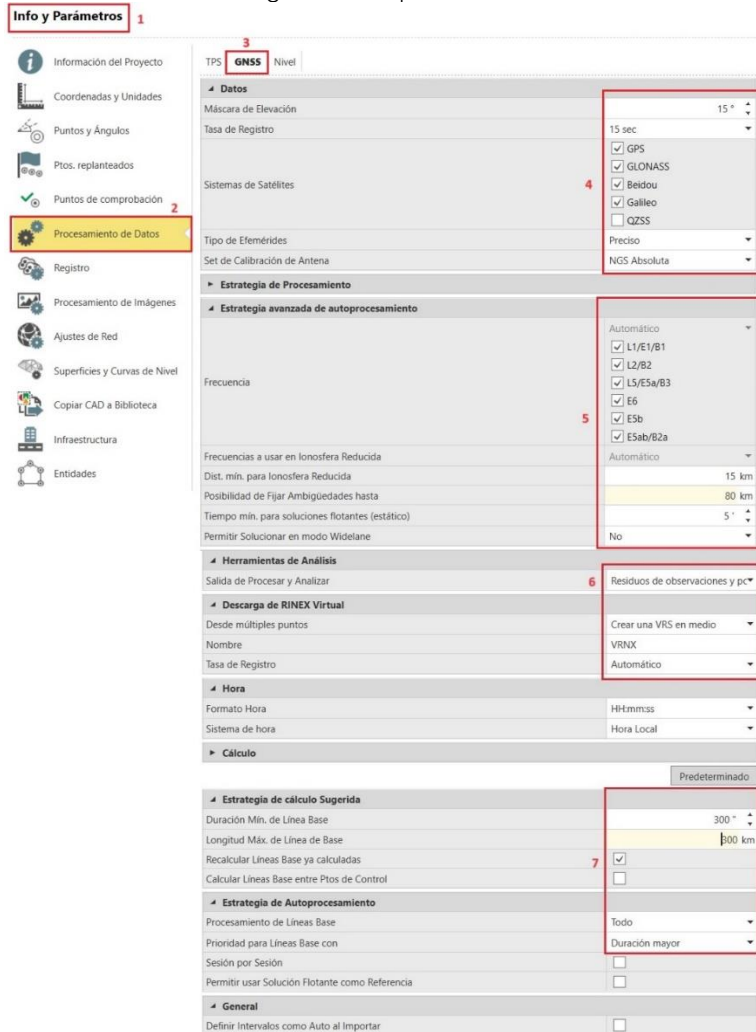 Info y Parámetros 1
Información del Proyecto
Coordenadas y Unidades
Puntos y Ángulos
Ptos. replanteados
Puntos de comprobación
2
Procesamiento de Datos
Registro
Procesamiento de Imágenes
Ajustes de Red
Superficies y Curvas de Nivel
Copiar CAD a Biblioteca
Infraestructura
Entidades
3
TPS GNSS Nivel
Datos
Máscara de Elevación 15 °
Tasa de Registro 15 sec
Sistemas de Satélites 4
GPS
GLONASS
Beidou
Galileo
QZSS
Tipo de Efemérides Preciso
Set de Calibración de Antena NGS Absoluta
Estrategia de Procesamiento
Estrategia avanzada de autoprocesamiento
Frecuencia
Automático
L1/E1/B1
L2/B2
L5/E5a/B3
E6
5 E5b
E5ab/B2a
Frecuencias a usar en Ionosfera Reducida Automático
Dist. mín. para Ionosfera Reducida 15 km
Posibilidad de Fijar Ambigüedades hasta 80 km
Tiempo mín. para soluciones flotantes (estático) 5 '
Permitir Solucionar en modo Widelane No
Herramientas de Análisis
Salida de Procesar y Analizar 6 Residuos de observaciones y pc
Descarga de RINEX Virtual
Desde múltiples puntos Crear una VRS en medio
Nombre VRNX
Tasa de Registro Automático
Hora
Formato Hora HH:mm:ss
Sistema de hora Hora Local
Cálculo
Predeterminado
Estrategia de cálculo Sugerida
Duración Mín. de Línea Base 300 "
Longitud Máx. de Línea de Base 300 km
Recalcular Líneas Base ya calculadas 7
Calcular Líneas Base entre Ptos de Control
Estrategia de Autoprocesamiento
Procesamiento de Líneas Base Todo
Prioridad para Líneas Base con Duración mayor
Sesión por Sesión
Permitir usar Solución Flotante como Referencia
General
Definir Intervalos como Auto al Importar